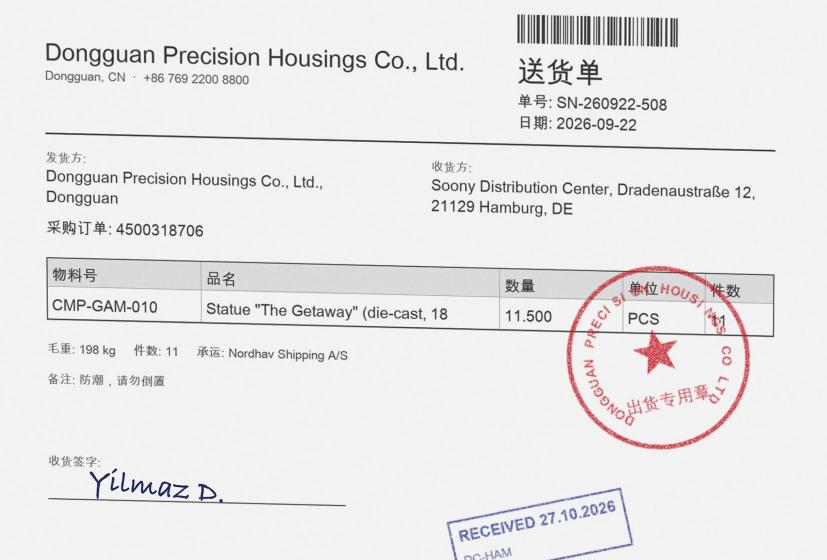 Dongguan Precision Housings Co., Ltd.
Dongguan, CN · +86 769 2200 8800
送货单
单号: SN-260922-508
日期: 2026-09-22
发货方:
Dongguan Precision Housings Co., Ltd.,
Dongguan
收货方:
Soony Distribution Center, Dradenaustraße 12,
21129 Hamburg, DE
采购订单: 4500318706
物料号 品名 数量 单位 件数
CMP-GAM-010 Statue "The Getaway" (die-cast, 18 11.500 PCS 11
毛重: 198 kg 件数: 11 承运: Nordhav Shipping A/S
备注: 防潮，请勿倒置
DONGGUAN PRECISION HOUSINGS CO LTD
出货专用章
收货签字:
Yilmaz D.
RECEIVED 27.10.2026
DC-HAM